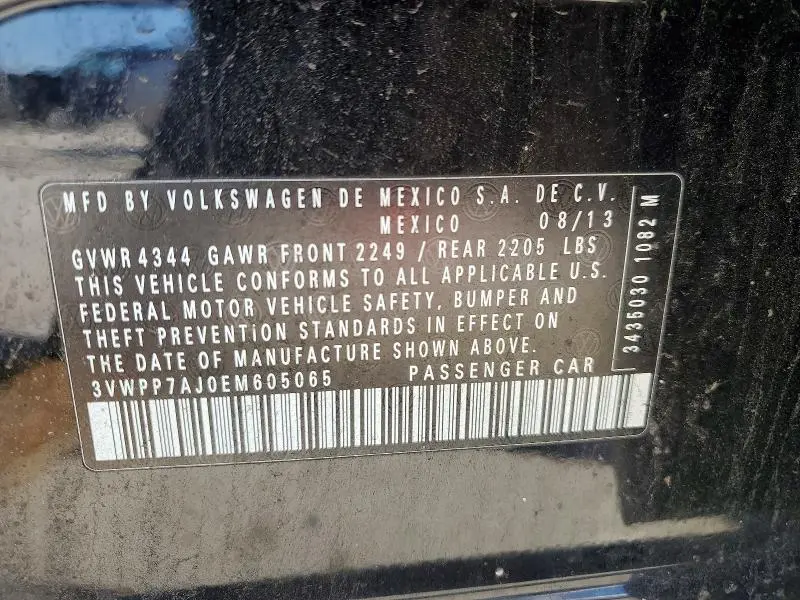 MFD BY VOLKSWAGEN DE MEXICO S.A. DE C.V.
MEXICO 08/13
GVWR 4344 GAWR FRONT 2249 / REAR 2205 LBS
THIS VEHICLE CONFORMS TO ALL APPLICABLE U.S.
FEDERAL MOTOR VEHICLE SAFETY, BUMPER AND
THEFT PREVENTiON STANDARDS IN EFFECT ON
THE DATE OF MANUFACTURE SHOWN ABOVE.
3VWPP7AJ0EM605065 PASSENGER CAR
3435030 1082 M